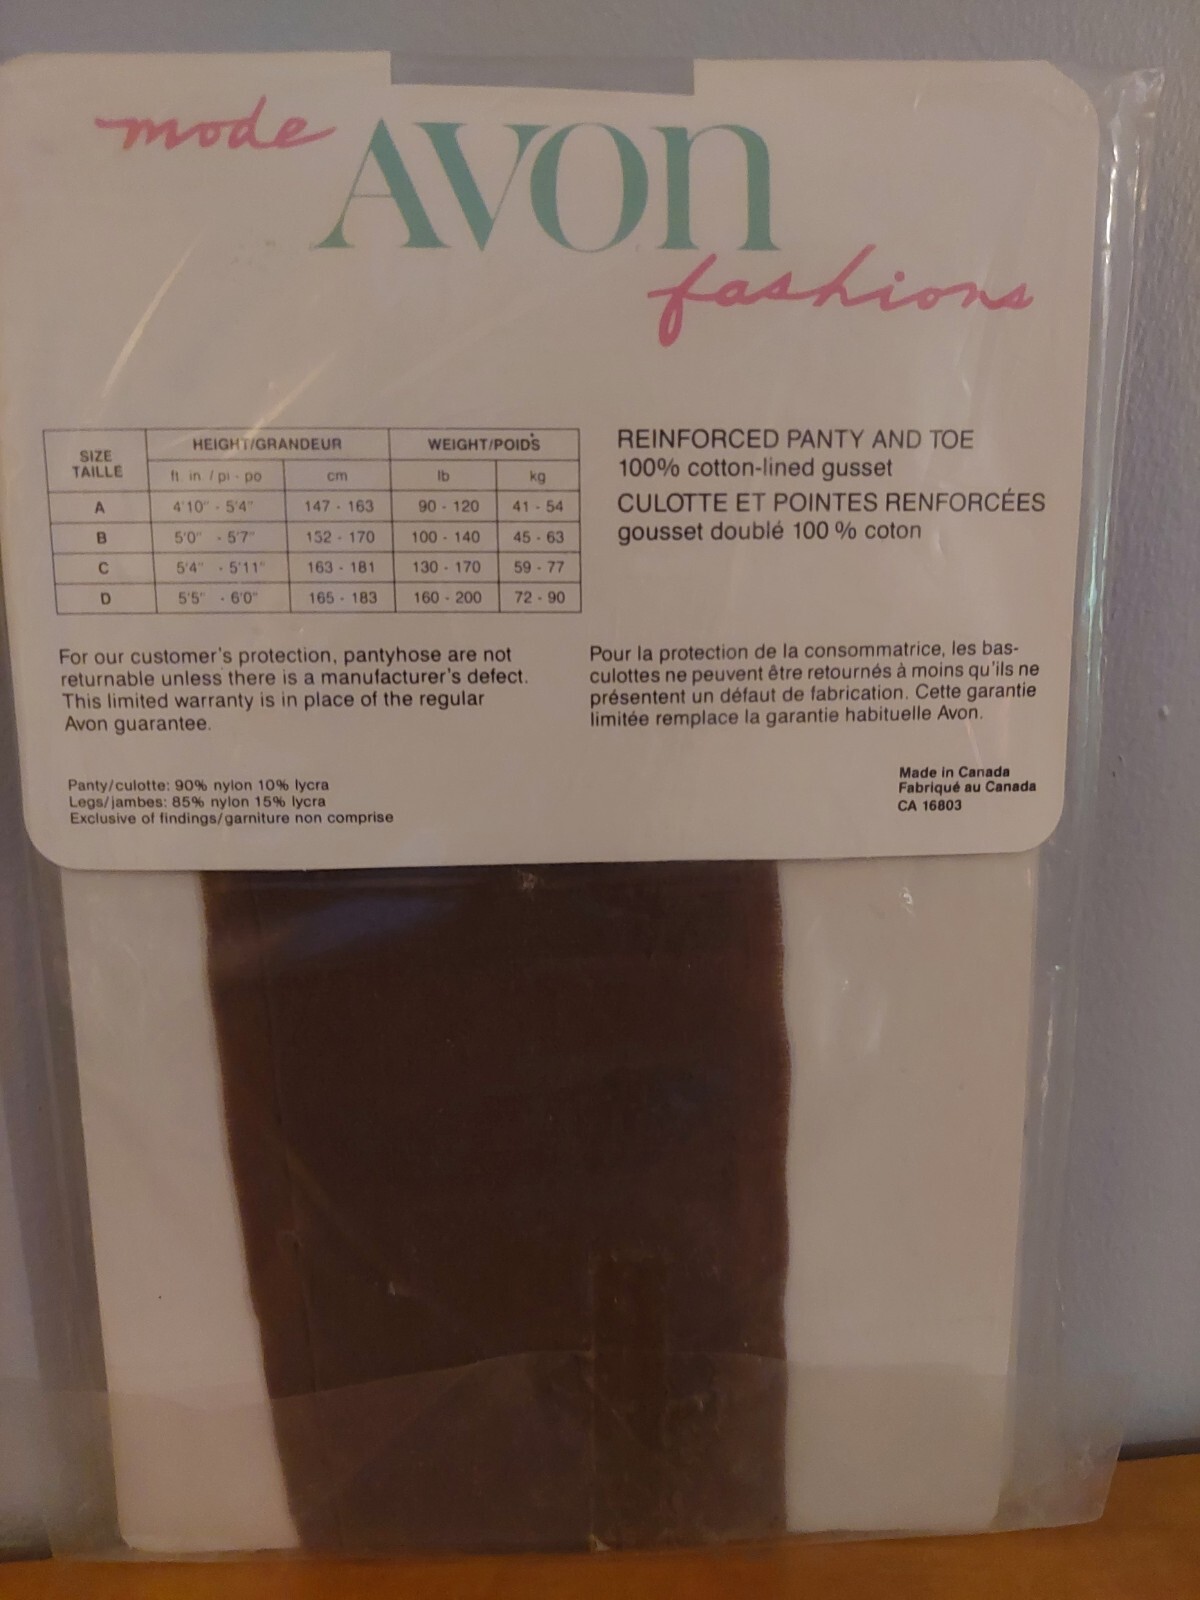 mode AVON
fashions
SIZE
TAILLE
HEIGHT/GRANDEUR WEIGHT/POIDS
ft. in. / pi - po cm lb kg
A 4'10" - 5'4" 147 - 163 90 - 120 41 - 54
B 5'0" - 5'7" 152 - 170 100 - 140 45 - 63
C 5'4" - 5'11" 163 - 181 130 - 170 59 - 77
D 5'5" - 6'0" 165 - 183 160 - 200 72 - 90
REINFORCED PANTY AND TOE
100% cotton-lined gusset
CULOTTE ET POINTES RENFORCÉES
gousset doublé 100 % coton
For our customer's protection, pantyhose are not
returnable unless there is a manufacturer's defect.
This limited warranty is in place of the regular
Avon guarantee.
Pour la protection de la consommatrice, les bas-
culottes ne peuvent être retournés à moins qu'ils ne
présentent un défaut de fabrication. Cette garantie
limitée remplace la garantie habituelle Avon.
Panty/culotte: 90% nylon 10% lycra
Legs/jambes: 85% nylon 15% lycra
Exclusive of findings/garniture non comprise
Made in Canada
Fabriqué au Canada
CA 16803